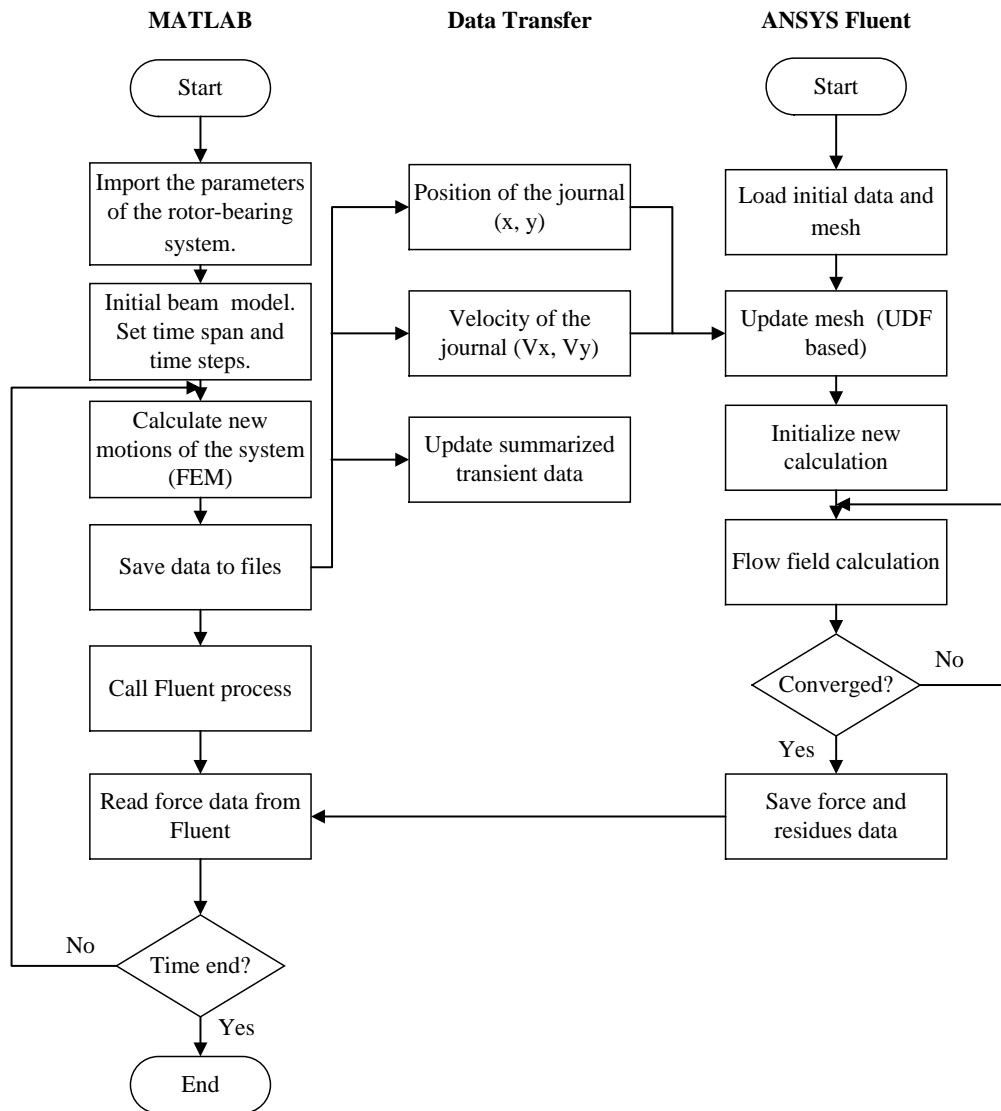 MATLAB
Data Transfer
ANSYS Fluent
Start
Import the parameters
of the rotor-bearing
system.
Initial beam model.
Set time span and
time steps.
Calculate new
motions of the system
(FEM)
Save data to files
Call Fluent process
Read force data from
Fluent
No
Time end?
Yes
End
Position of the journal
(x, y)
Velocity of the
journal (Vx, Vy)
Update summarized
transient data
Start
Load initial data and
mesh
Update mesh (UDF
based)
Initialize new
calculation
Flow field calculation
Converged?
No
Yes
Save force and
residues data